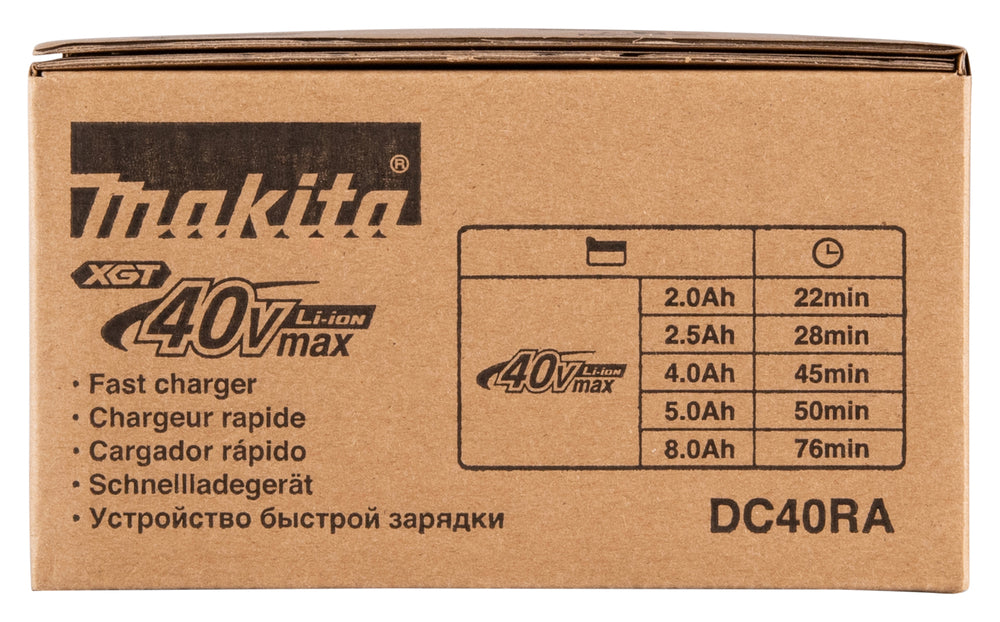 makita®
XGT
40V Li-ion
max
• Fast charger
• Chargeur rapide
• Cargador rápido
• Schnellladegerät
• Устройство быстрой зарядки
40V Li-ion
max
2.0Ah 22min
2.5Ah 28min
4.0Ah 45min
5.0Ah 50min
8.0Ah 76min
DC40RA